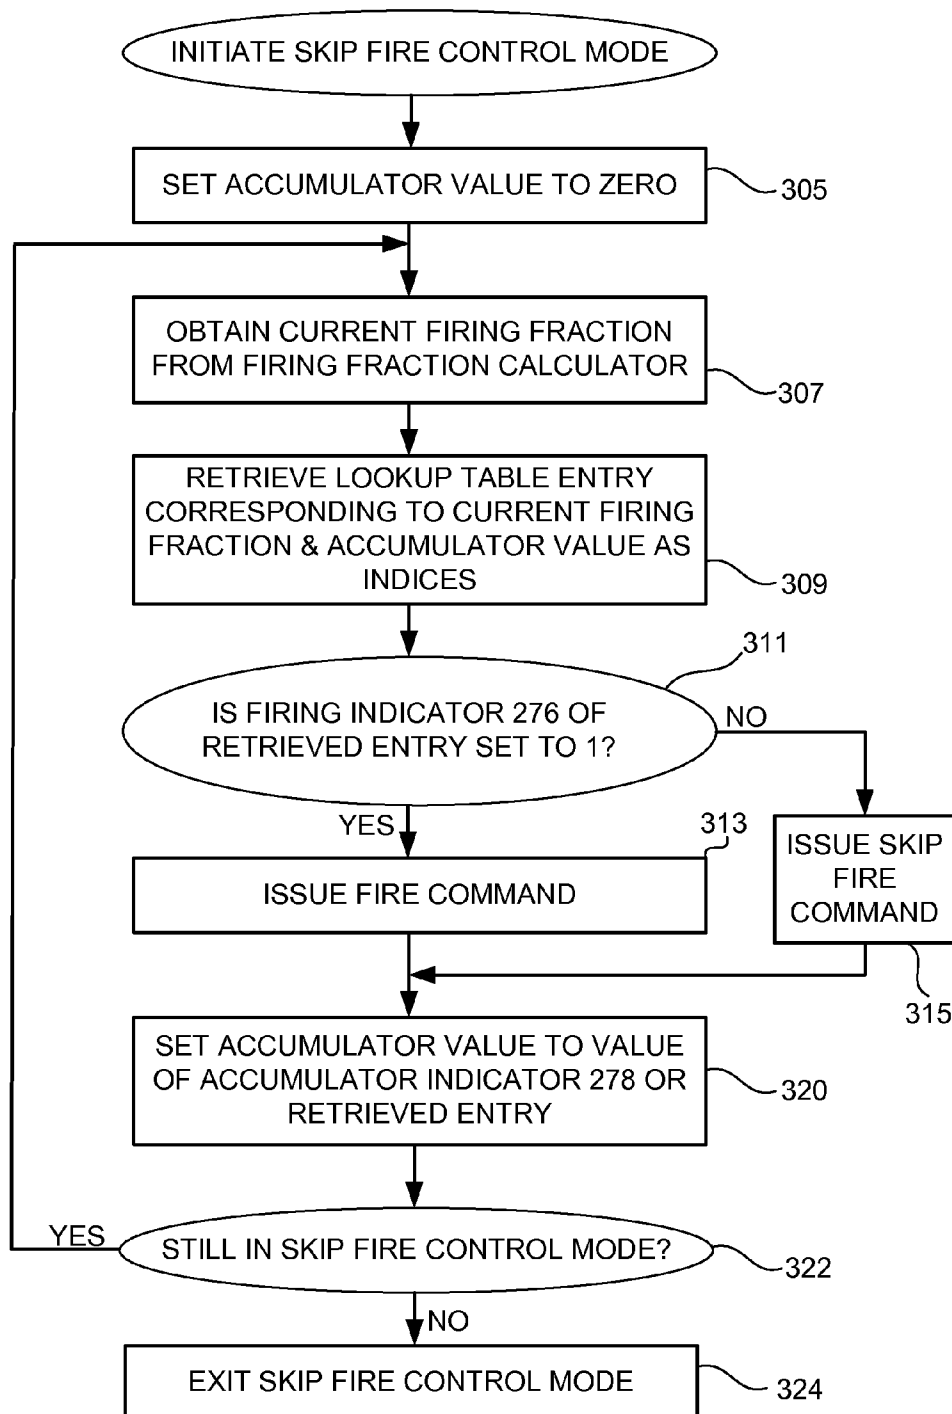 INITIATE SKIP FIRE CONTROL MODE
SET ACCUMULATOR VALUE TO ZERO
305
OBTAIN CURRENT FIRING FRACTION
FROM FIRING FRACTION CALCULATOR
307
RETRIEVE LOOKUP TABLE ENTRY
CORRESPONDING TO CURRENT FIRING
FRACTION & ACCUMULATOR VALUE AS
INDICES
309
311
IS FIRING INDICATOR 276 OF
RETRIEVED ENTRY SET TO 1?
NO
YES
313
ISSUE FIRE COMMAND
ISSUE SKIP
FIRE
COMMAND
315
SET ACCUMULATOR VALUE TO VALUE
OF ACCUMULATOR INDICATOR 278 OR
RETRIEVED ENTRY
320
YES
STILL IN SKIP FIRE CONTROL MODE?
322
NO
EXIT SKIP FIRE CONTROL MODE
324